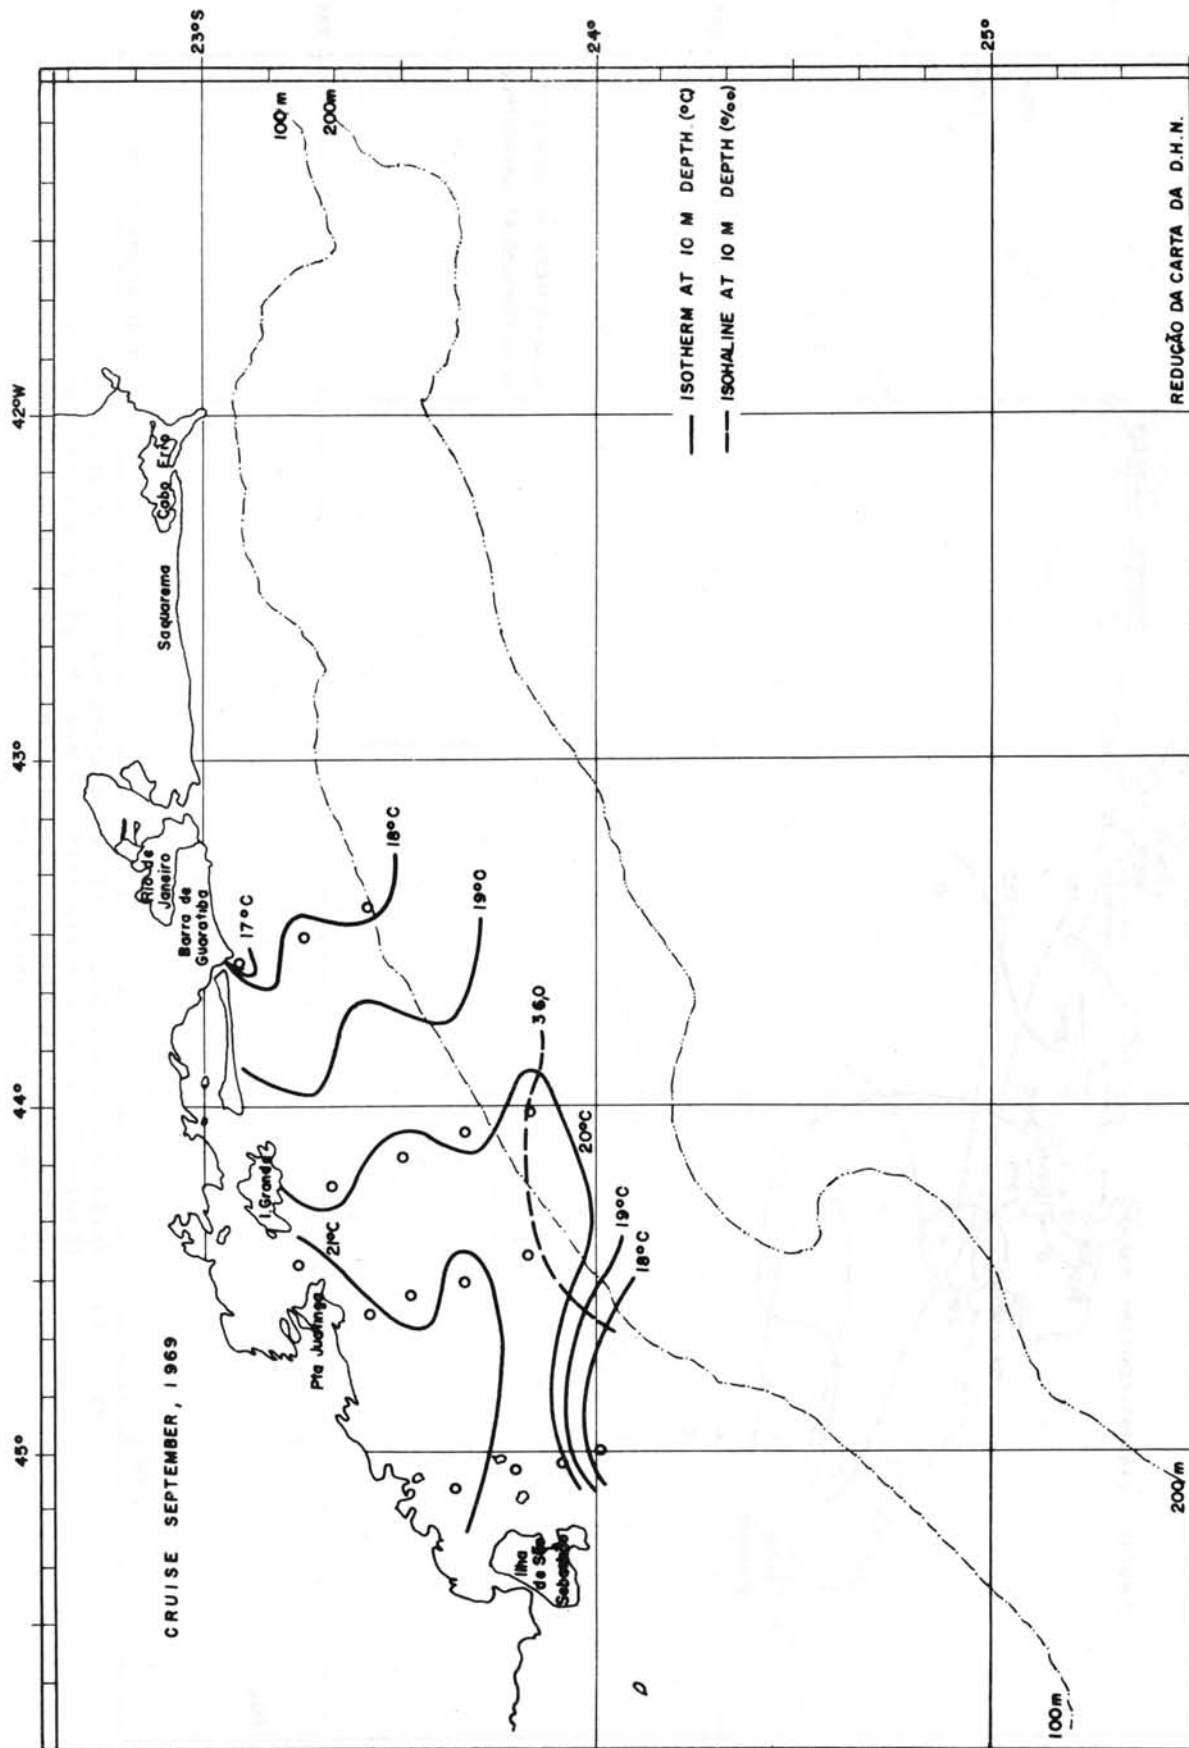 CRUISE SEPTEMBER, 1969
45°
44°
43°
42°W
23°S
24°
25°
Ilha
de São
Sebastião
Pta Juatinga
I. Grande
Barra de
Guaratiba
Rio de
Janeiro
Saquarema
Cabo Frio
100m
200m
17°C
18°C
19°C
36,0
21°C
20°C
19°C
18°C
ISOTHERM AT 10 M DEPTH. (°C)
ISOHALINE AT 10 M DEPTH (‰)
100m
200m
REDUÇÃO DA CARTA DA D.H.N.